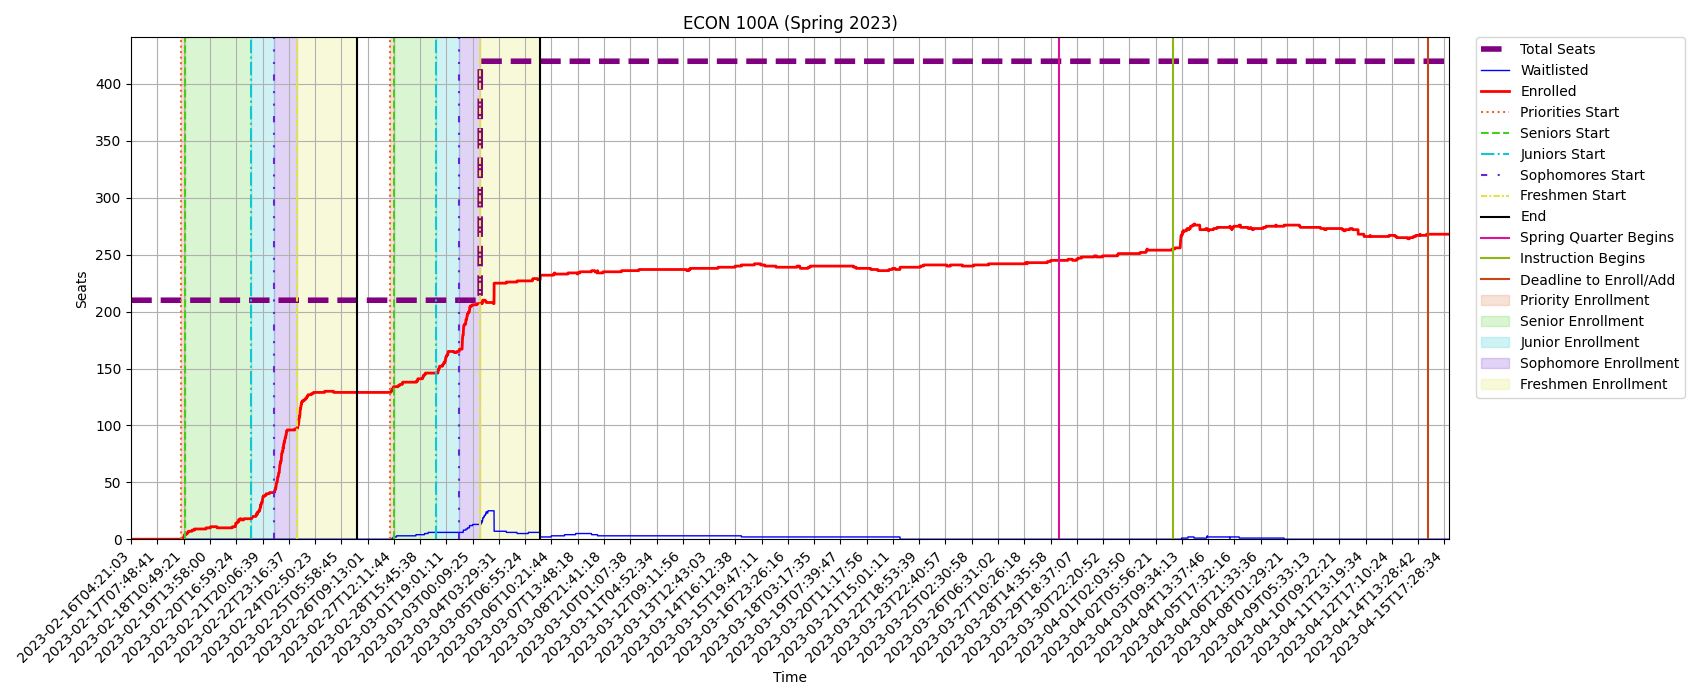 ECON 100A (Spring 2023)
Seats
400
350
300
250
200
150
100
50
0
2023-02-16T04:21:03
2023-02-17T07:48:41
2023-02-18T10:49:21
2023-02-19T13:58:00
2023-02-20T16:59:24
2023-02-21T20:06:39
2023-02-22T23:16:37
2023-02-24T02:50:23
2023-02-25T05:58:45
2023-02-26T09:13:01
2023-02-27T12:11:44
2023-02-28T15:45:38
2023-03-01T19:01:11
2023-03-03T00:09:25
2023-03-04T03:29:31
2023-03-05T06:55:24
2023-03-06T10:21:44
2023-03-07T13:48:18
2023-03-08T21:41:18
2023-03-10T01:07:38
2023-03-11T04:52:34
2023-03-12T09:11:56
2023-03-13T12:43:03
2023-03-14T16:12:38
2023-03-15T19:47:11
2023-03-16T23:26:16
2023-03-18T03:17:35
2023-03-19T07:39:47
2023-03-20T11:17:56
2023-03-21T15:01:13
2023-03-22T18:53:39
2023-03-23T22:40:57
2023-03-25T02:30:58
2023-03-26T06:31:02
2023-03-27T10:26:18
2023-03-28T14:35:58
2023-03-29T18:37:07
2023-03-30T22:20:52
2023-04-01T02:03:50
2023-04-02T05:56:21
2023-04-03T09:34:13
2023-04-04T13:37:46
2023-04-05T17:32:16
2023-04-06T21:33:36
2023-04-08T01:29:21
2023-04-09T05:33:13
2023-04-10T09:22:21
2023-04-11T13:19:34
2023-04-12T17:10:24
2023-04-14T13:28:42
2023-04-15T17:28:34
Time
Total Seats
Waitlisted
Enrolled
Priorities Start
Seniors Start
Juniors Start
Sophomores Start
Freshmen Start
End
Spring Quarter Begins
Instruction Begins
Deadline to Enroll/Add
Priority Enrollment
Senior Enrollment
Junior Enrollment
Sophomore Enrollment
Freshmen Enrollment